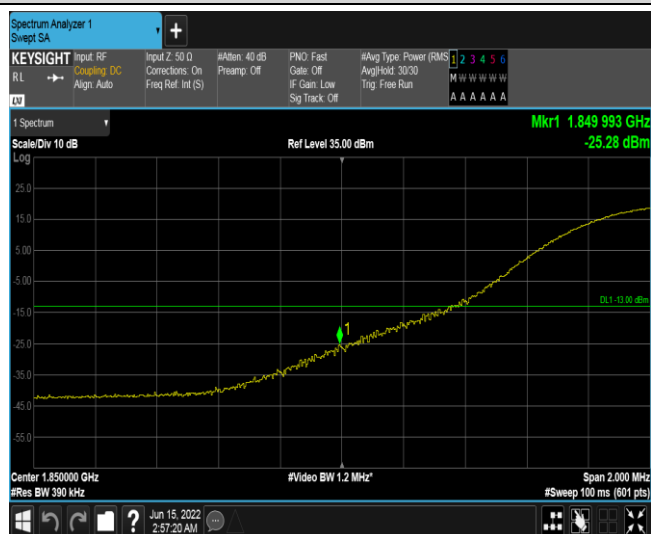 Spectrum Analyzer 1
Swept SA
KEYSIGHT
RL
LXI
Input: RF
Coupling: DC
Align: Auto
Input Z: 50 Ω
Corrections: On
Freq Ref: Int (S)
#Atten: 40 dB
Preamp: Off
PNO: Fast
Gate: Off
IF Gain: Low
Sig Track: Off
#Avg Type: Power (RMS
Avg|Hold: 30/30
Trig: Free Run
1 2 3 4 5 6
M W W W W W
A A A A A A
1 Spectrum
Mkr1 1.849 993 GHz
Scale/Div 10 dB
Ref Level 35.00 dBm
-25.28 dBm
Log
25.0
15.0
5.00
-5.00
DL1 -13.00 dBm
-15.0
1
-25.0
-35.0
-45.0
-55.0
Center 1.850000 GHz
#Video BW 1.2 MHz*
Span 2.000 MHz
#Res BW 390 kHz
#Sweep 100 ms (601 pts)
?
Jun 15, 2022
2:57:20 AM